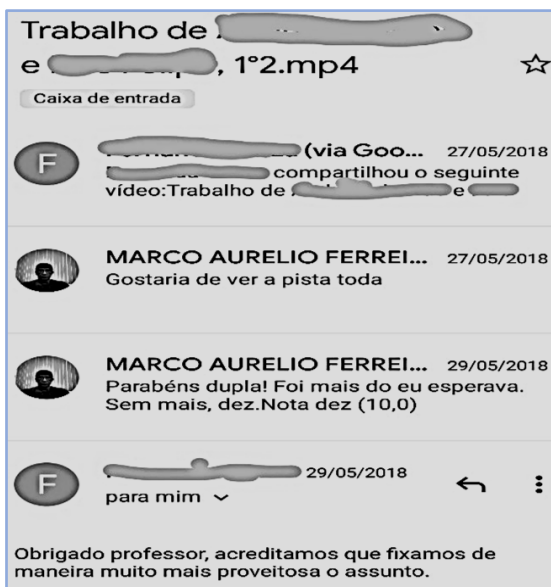 Trabalho de
e , 1°2.mp4
Caixa de entrada
F
(via Goo... 27/05/2018
compartilhou o seguinte
vídeo:Trabalho de e
MARCO AURELIO FERREI... 27/05/2018
Gostaria de ver a pista toda
MARCO AURELIO FERREI... 29/05/2018
Parabéns dupla! Foi mais do eu esperava.
Sem mais, dez.Nota dez (10,0)
F
29/05/2018
para mim
Obrigado professor, acreditamos que fixamos de
maneira muito mais proveitosa o assunto.